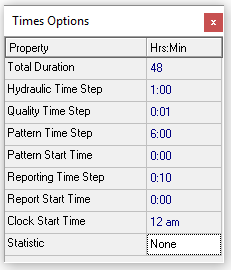 Times Options x
Property Hrs:Min
Total Duration 48
Hydraulic Time Step 1:00
Quality Time Step 0:01
Pattern Time Step 6:00
Pattern Start Time 0:00
Reporting Time Step 0:10
Report Start Time 0:00
Clock Start Time 12 am
Statistic None